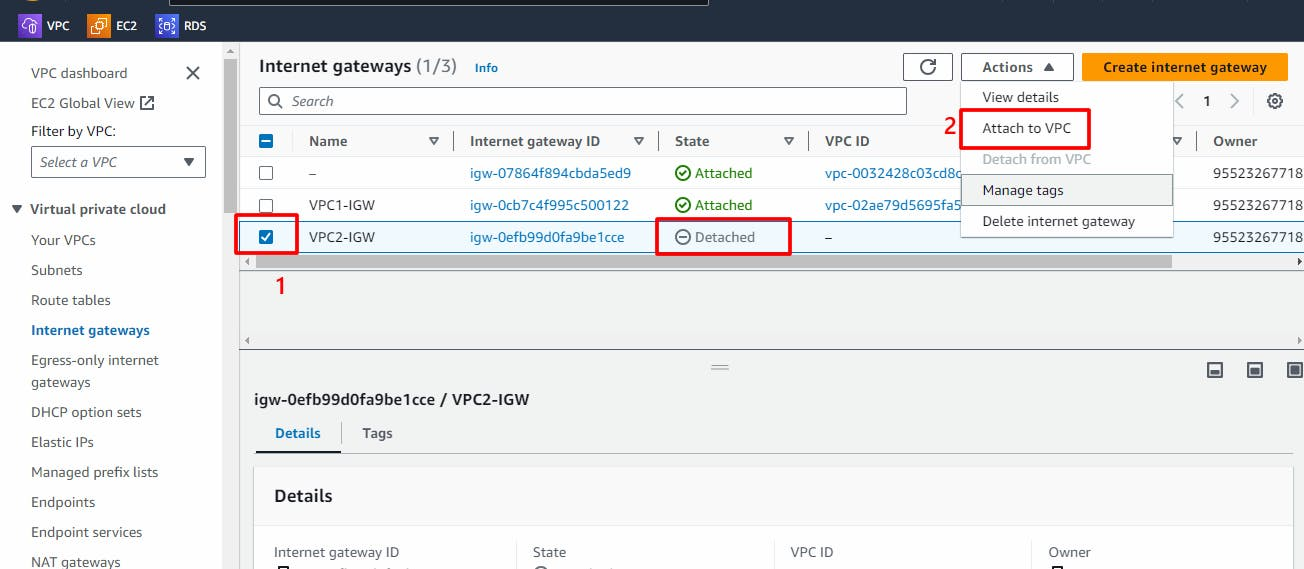 VPC EC2 RDS
VPC dashboard
EC2 Global View
Filter by VPC:
Select a VPC
Virtual private cloud
Your VPCs
Subnets
Route tables
Internet gateways
Egress-only internet
gateways
DHCP option sets
Elastic IPs
Managed prefix lists
Endpoints
Endpoint services
NAT gateways
Internet gateways (1/3) Info
Actions
Create internet gateway
Search
1
View details
2 Attach to VPC
Detach from VPC
Manage tags
Delete internet gateway
Name Internet gateway ID State VPC ID Owner
– igw-07864f894cbda5ed9 Attached vpc-0032428c03cd8c 95523267718
VPC1-IGW igw-0cb7c4f995c500122 Attached vpc-02ae79d5695fa5 95523267718
VPC2-IGW igw-0efb99d0fa9be1cce Detached – 95523267718
1
igw-0efb99d0fa9be1cce / VPC2-IGW
Details Tags
Details
Internet gateway ID State VPC ID Owner